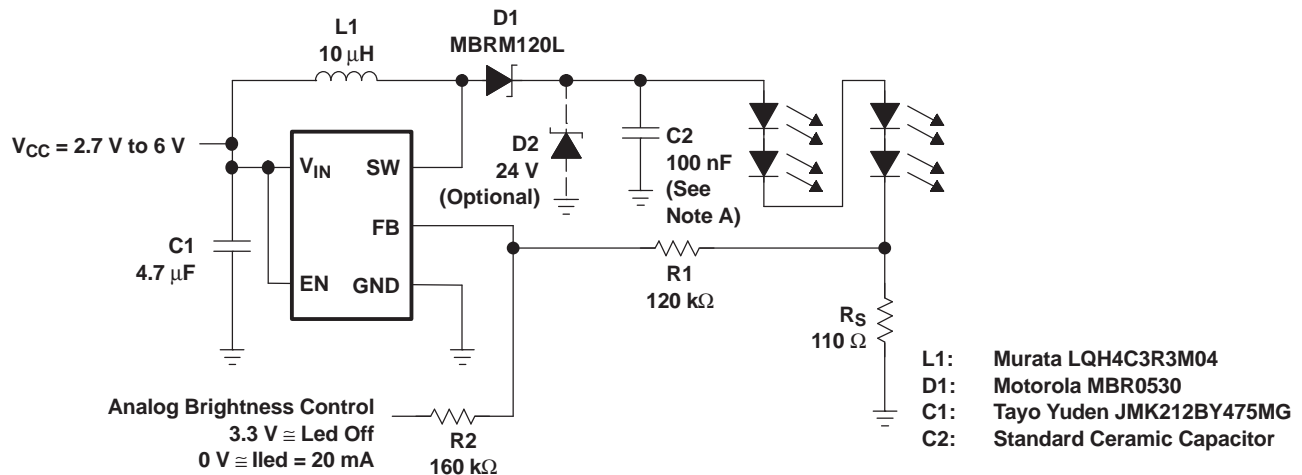 D1
MBRM120L
L1
10 μH
VCC = 2.7 V to 6 V
VIN
SW
FB
EN
GND
C1
4.7 μF
D2
24 V
(Optional)
C2
100 nF
(See
Note A)
R1
120 kΩ
RS
110 Ω
Analog Brightness Control
3.3 V ≅ Led Off
0 V ≅ Iled = 20 mA
R2
160 kΩ
L1: Murata LQH4C3R3M04
D1: Motorola MBR0530
C1: Tayo Yuden JMK212BY475MG
C2: Standard Ceramic Capacitor